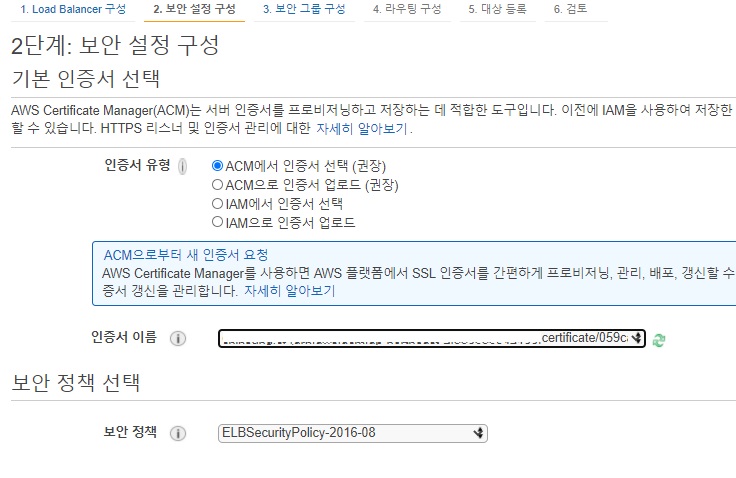 1. Load Balancer 구성 2. 보안 설정 구성 3. 보안 그룹 구성 4. 라우팅 구성 5. 대상 등록 6. 검토
2단계: 보안 설정 구성
기본 인증서 선택
AWS Certificate Manager(ACM)는 서버 인증서를 프로비저닝하고 저장하는 데 적합한 도구입니다. 이전에 IAM을 사용하여 저장한
할 수 있습니다. HTTPS 리스너 및 인증서 관리에 대한 자세히 알아보기.
인증서 유형
ACM에서 인증서 선택 (권장)
ACM으로 인증서 업로드 (권장)
IAM에서 인증서 선택
IAM으로 인증서 업로드
ACM으로부터 새 인증서 요청
AWS Certificate Manager를 사용하면 AWS 플랫폼에서 SSL 인증서를 간편하게 프로비저닝, 관리, 배포, 갱신할 수
증서 갱신을 관리합니다. 자세히 알아보기
인증서 이름 certificate/059c
보안 정책 선택
보안 정책 ELBSecurityPolicy-2016-08